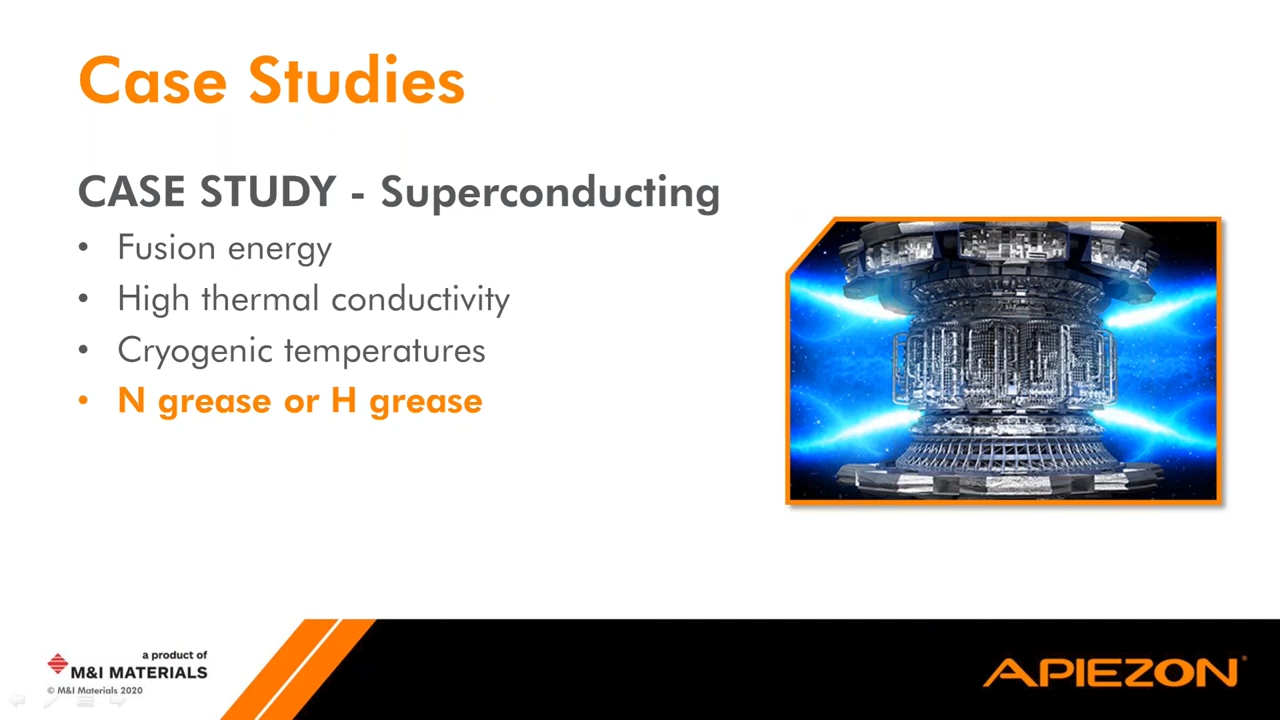 Case Studies
CASE STUDY - Superconducting
• Fusion energy
• High thermal conductivity
• Cryogenic temperatures
• N grease or H grease
a product of
M&I MATERIALS
© M&I Materials 2020
APIEZON®